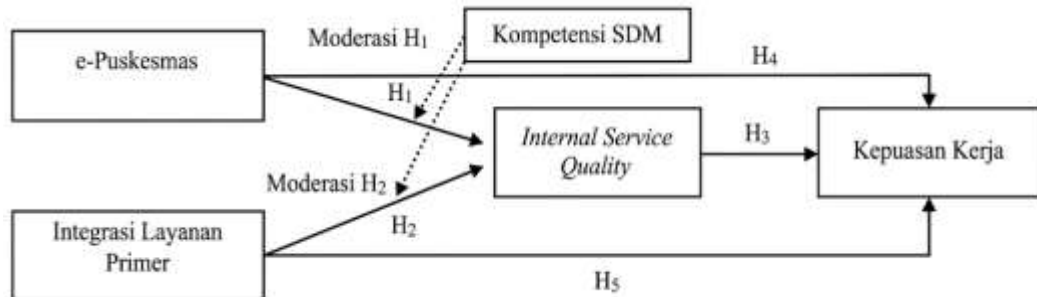 Moderasi H1
Kompetensi SDM
e-Puskesmas
H4
H1
Internal Service
Quality
H3
Kepuasan Kerja
Moderasi H2
H2
Integrasi Layanan
Primer
H5